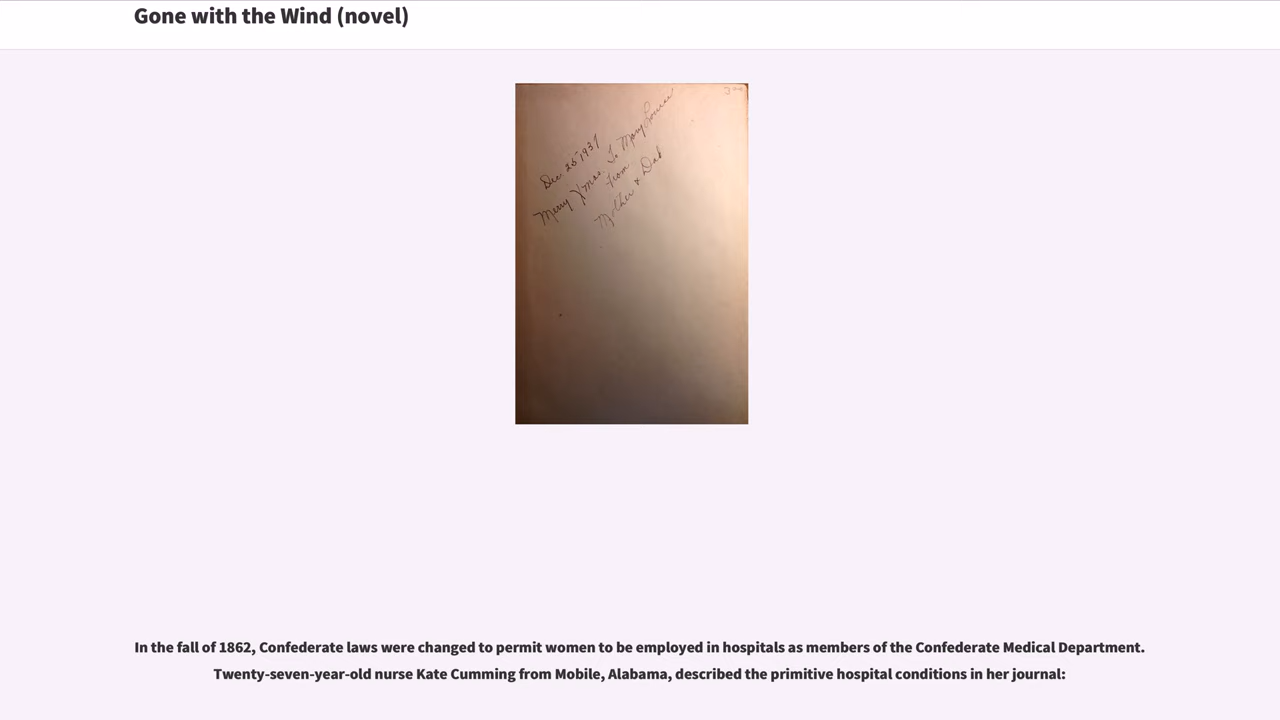 Gone with the Wind (novel)
Dec 25 1937
Merry Xmas. To Mary Louise
from
Mother & Dad
In the fall of 1862, Confederate laws were changed to permit women to be employed in hospitals as members of the Confederate Medical Department.
Twenty-seven-year-old nurse Kate Cumming from Mobile, Alabama, described the primitive hospital conditions in her journal: